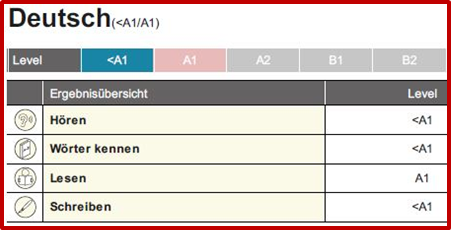 Deutsch(<A1/A1)
Level <A1 A1 A2 B1 B2
Ergebnisübersicht Level
Hören <A1
Wörter kennen <A1
Lesen A1
Schreiben <A1